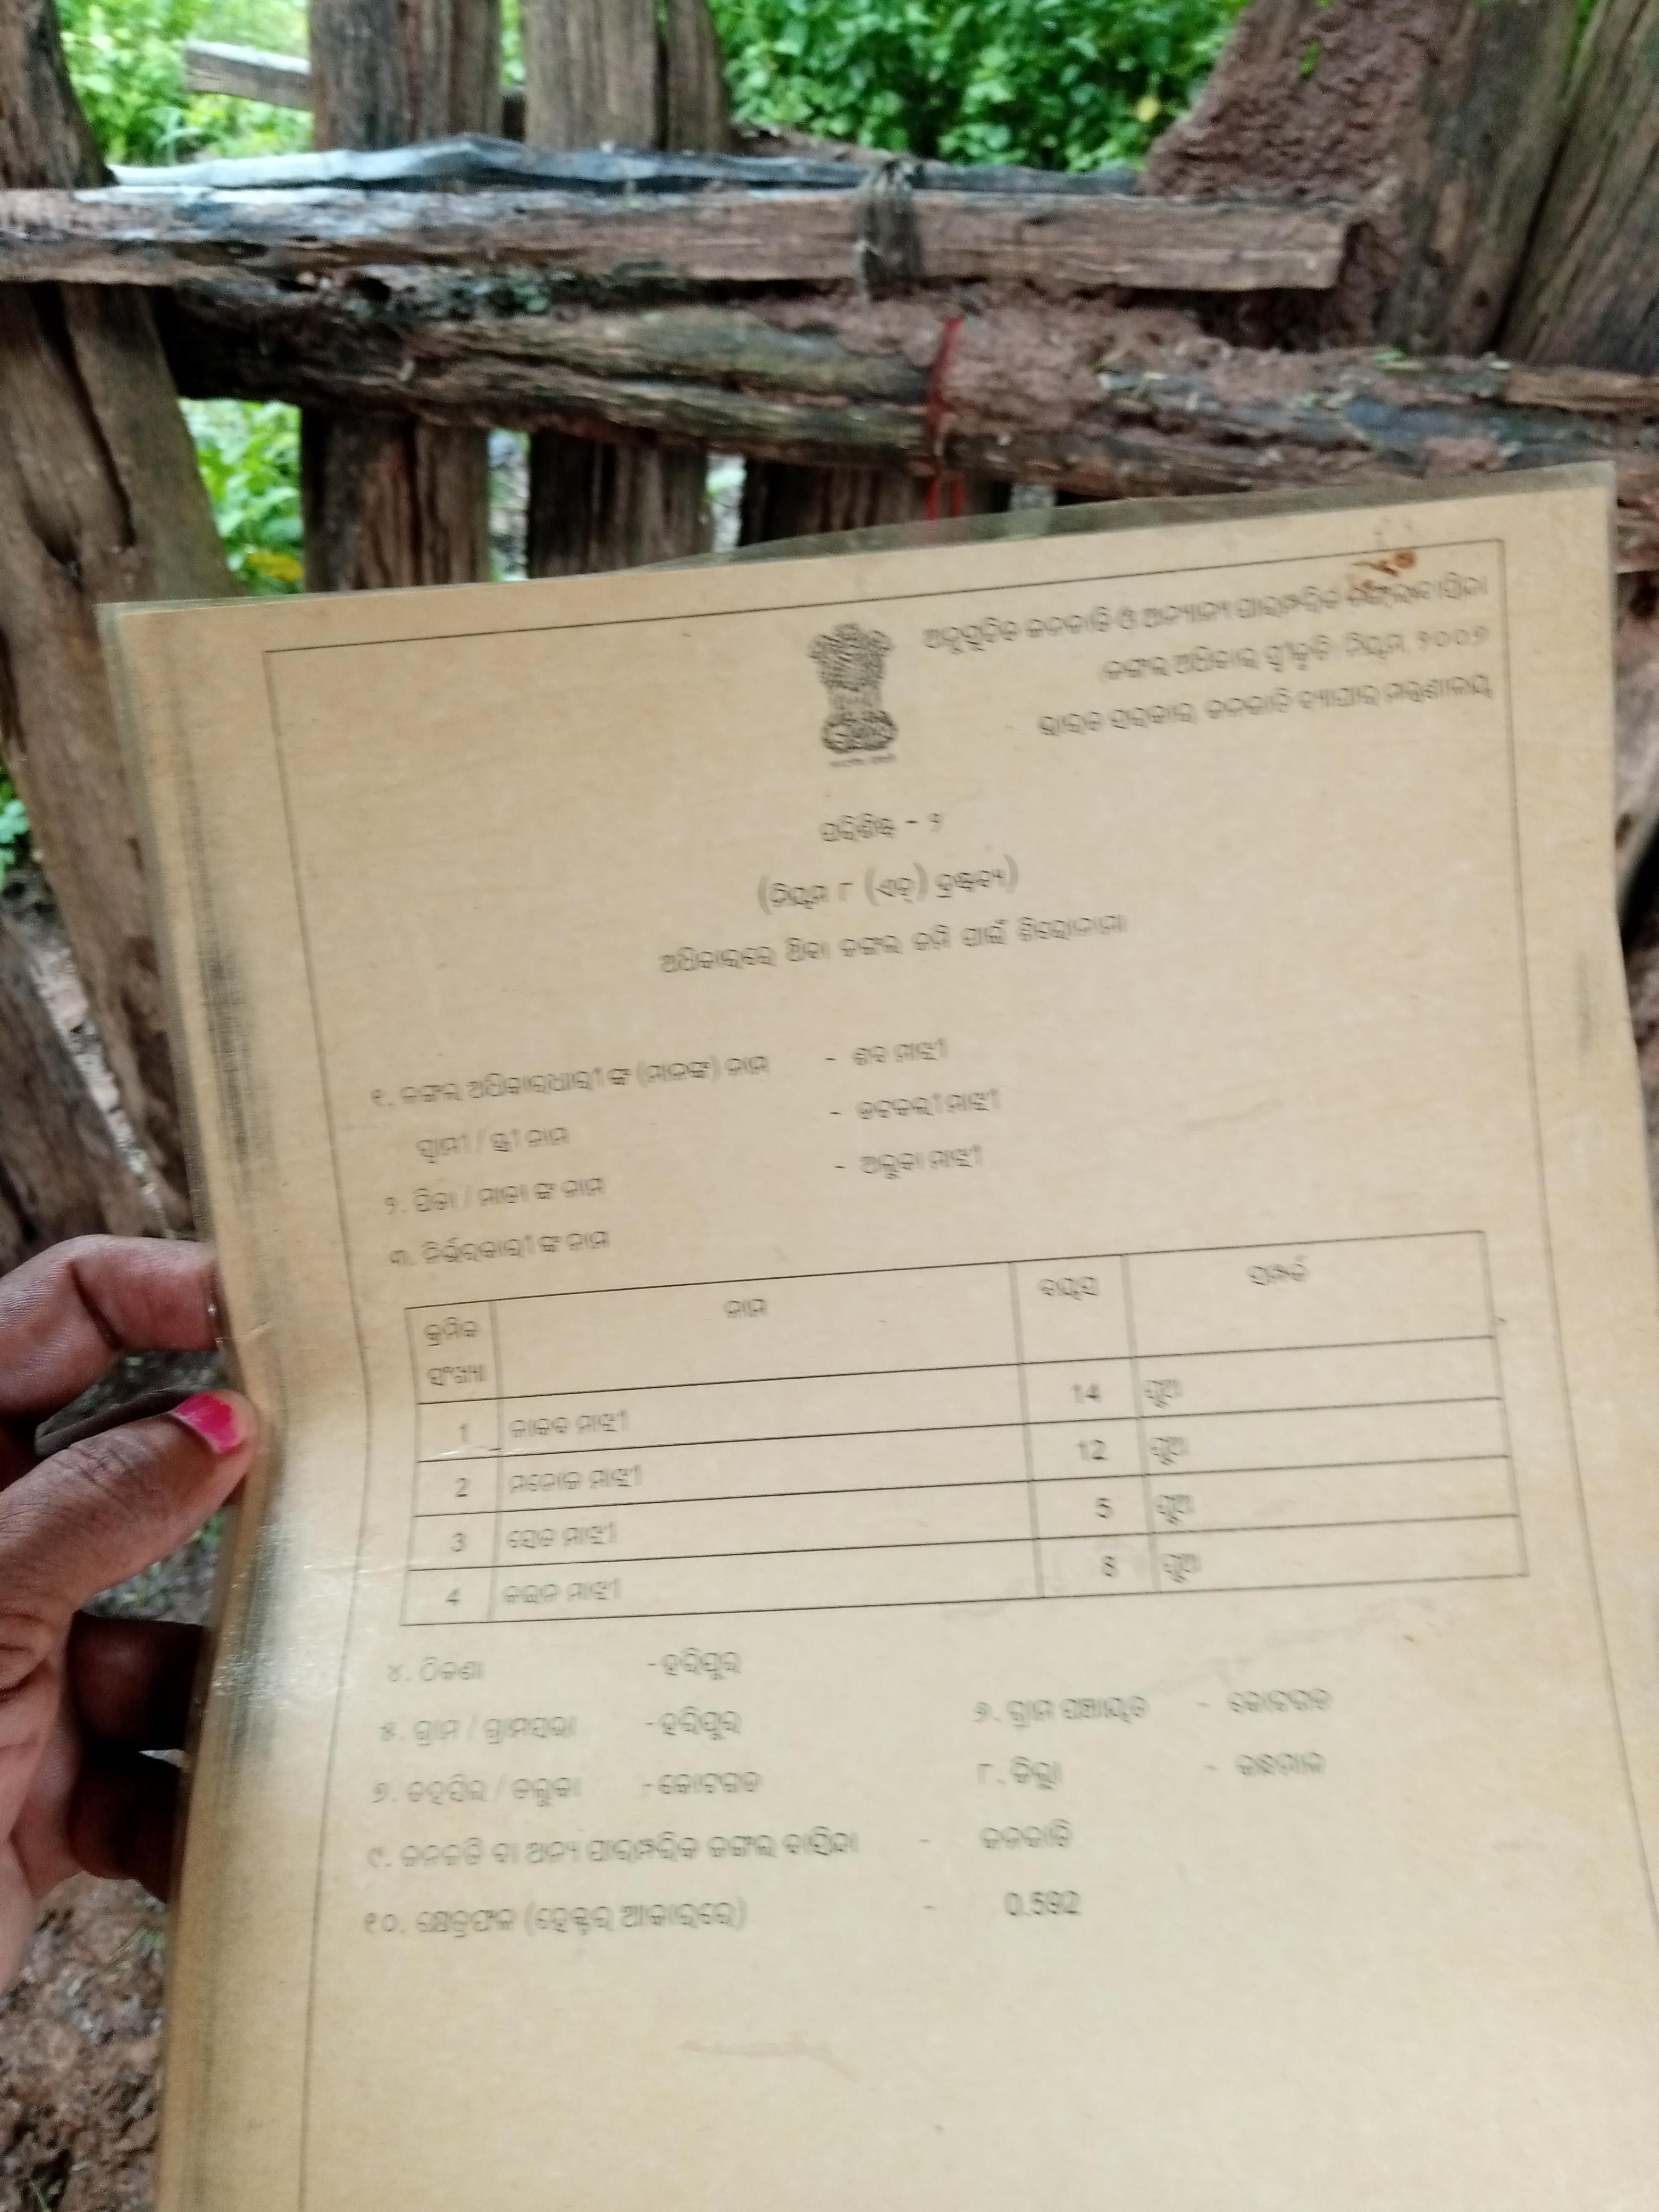 ଅନୁସୂଚିତ ଜନଜାତି ଓ ଅନ୍ୟାନ୍ୟ ପାରମ୍ପରିକ ଜଙ୍ଗଲବାସିନ୍ଦା
ଜଙ୍ଗଲ ଅଧିକାର ସ୍ବୀକୃତି ନିୟମ, ୨୦୦୭
ଭାରତ ସରକାର ଜନଜାତି ବ୍ୟାପାର ମନ୍ତ୍ରଣାଳୟ
ପରିଶିଷ୍ଟ - ୨
(ନିୟମ ୮ (ଏଚ୍) ଦ୍ରଷ୍ଟବ୍ୟ)
ଅଧିକାରରେ ଥିବା ଜଙ୍ଗଲ ଜମି ପାଇଁ ଶିରୋନାମା
୧. ଜଙ୍ଗଲ ଅଧିକାରଧାରୀ ଙ୍କ (ମାନଙ୍କ) ନାମ - ମାଝୀ
ସ୍ବାମୀ / ସ୍ତ୍ରୀ ନାମ - ମାଝୀ
୨. ପିତା / ମାତା ଙ୍କ ନାମ - ମାଝୀ
୩. ନିର୍ଭରକାରୀ ଙ୍କ ନାମ
କ୍ରମିକ ସଂଖ୍ୟା ନାମ ବୟସ ସମ୍ପର୍କ
1 ମାଝୀ 14 ପୁଅ
2 ମନୋଜ ମାଝୀ 12 ପୁଅ
3 ମାଝୀ 5 ପୁଅ
4 ମାଝୀ 8 ପୁଅ
୪. ଠିକଣା - ହରିପୁର
୫. ଗ୍ରାମ / ଗ୍ରାମସଭା - ହରିପୁର ୬. ଗ୍ରାମ ପଞ୍ଚାୟତ - କୋଟଗଡ
୭. ତହସିଲ / ତାଲୁକା - କୋଟଗଡ ୮. ଜିଲ୍ଲା - କନ୍ଧମାଳ
୯. ଜନଜାତି ବା ଅନ୍ୟ ପାରମ୍ପରିକ ଜଙ୍ଗଲ ବାସିନ୍ଦା - ଜନଜାତି
୧୦. କ୍ଷେତ୍ରଫଳ (ହେକ୍ଟର ଆକାରରେ) - 0.592